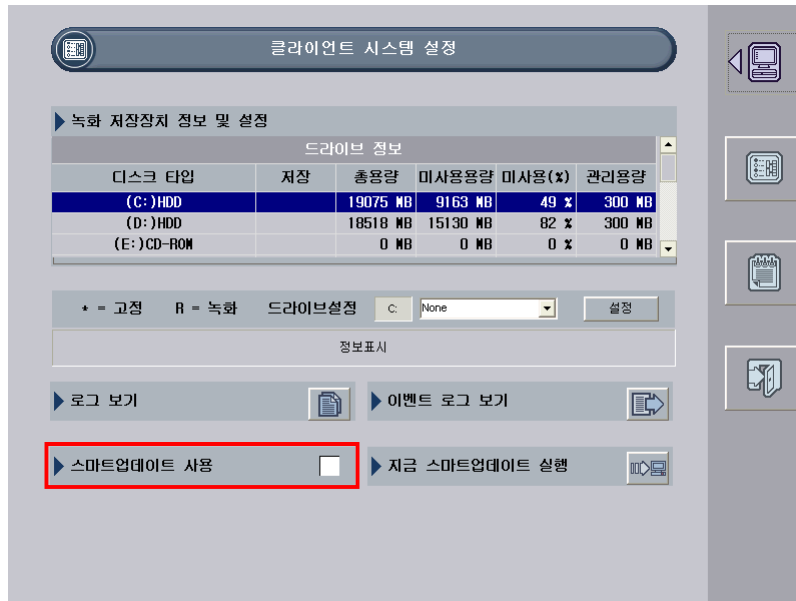 클라이언트 시스템 설정
녹화 저장장치 정보 및 설정
드라이브 정보
디스크 타입 저장 총용량 미사용용량 미사용(%) 관리용량
(C:)HDD 19075 MB 9163 MB 49 % 300 MB
(D:)HDD 18518 MB 15130 MB 82 % 300 MB
(E:)CD-ROM 0 MB 0 MB 0 % 0 MB
* = 고정 R = 녹화 드라이브설정 C: None 설정
정보표시
로그 보기 이벤트 로그 보기
스마트업데이트 사용 지금 스마트업데이트 실행